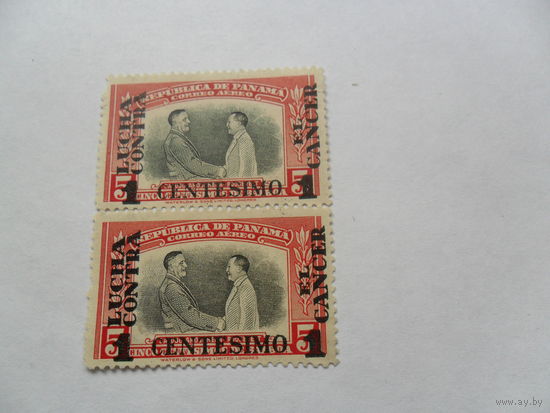 REPUBLICA DE PANAMA
CORREO AEREO
LUCHA
CONTRA
EL
CANCER
5 5
1 CENTESIMO 1
WATERLOW & SONS LIMITED, LONDRES
REPUBLICA DE PANAMA
CORREO AEREO
LUCHA
CONTRA
EL
CANCER
5 5
1 CENTESIMO 1
WATERLOW & SONS LIMITED, LONDRES
www.ay.by